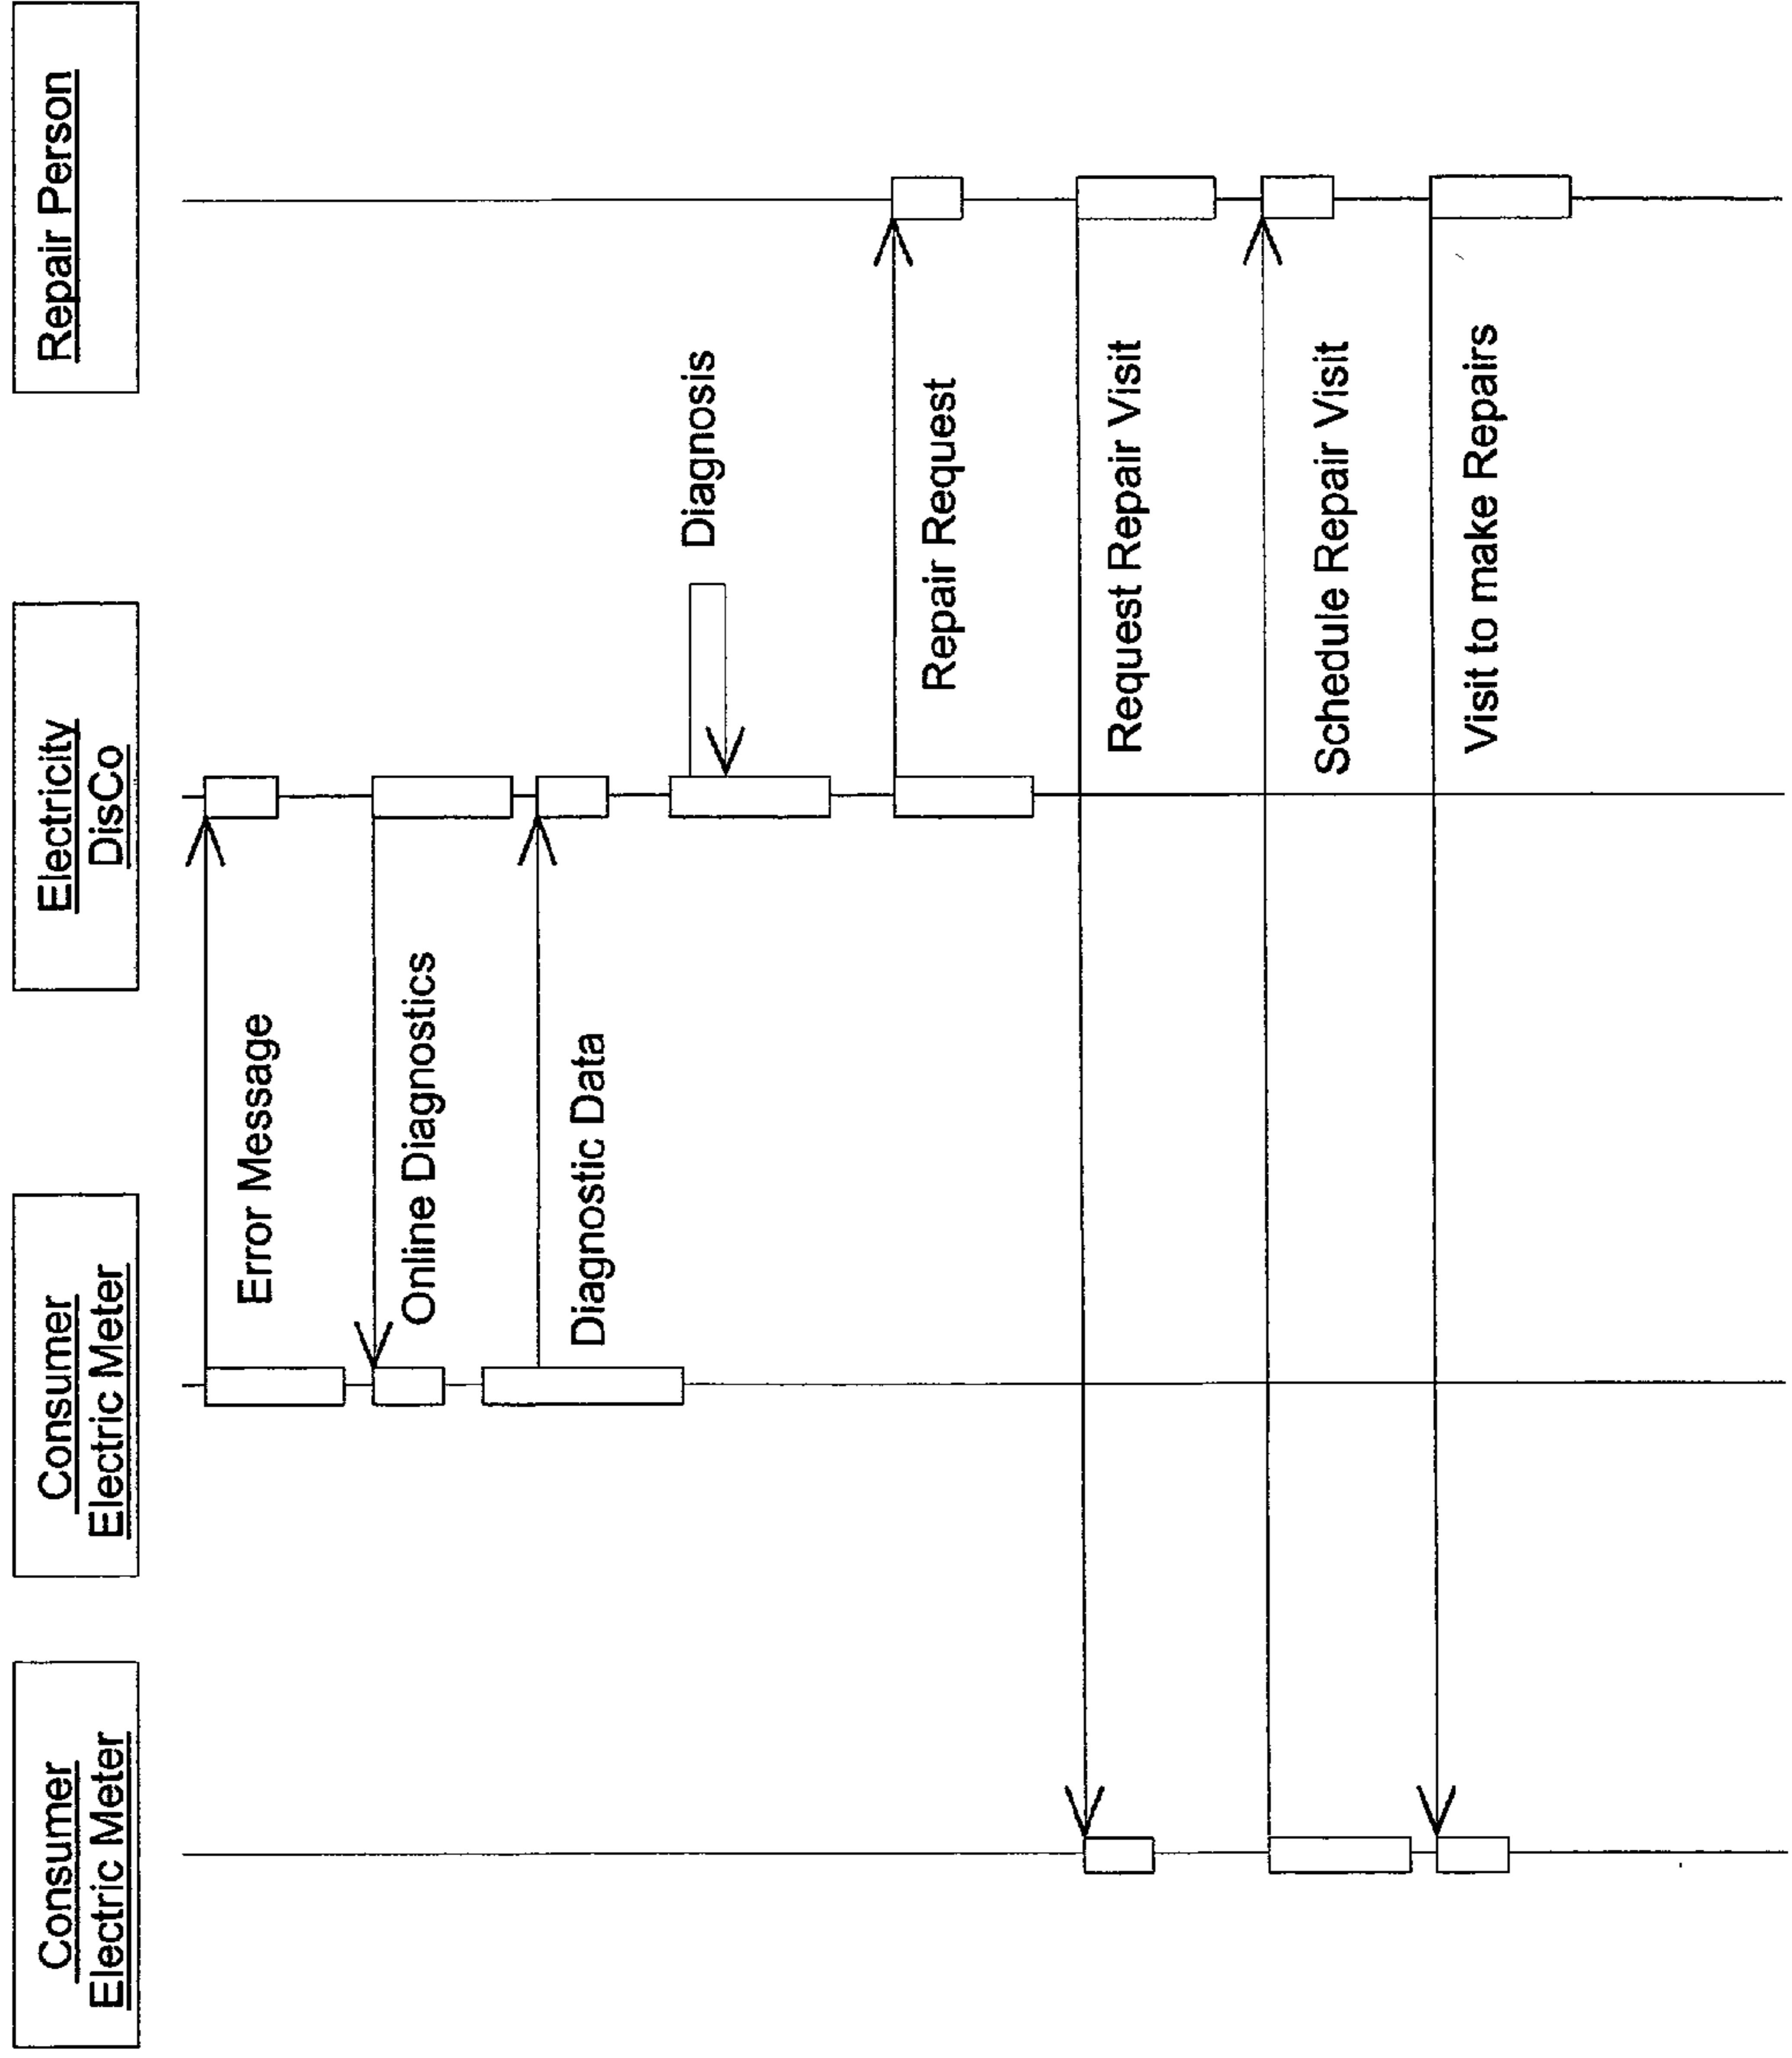 Consumer
Electric Meter
Consumer
Electric Meter
Electricity
DisCo
Repair Person
Error Message
Online Diagnostics
Diagnostic Data
Diagnosis
Repair Request
Request Repair Visit
Schedule Repair Visit
Visit to make Repairs